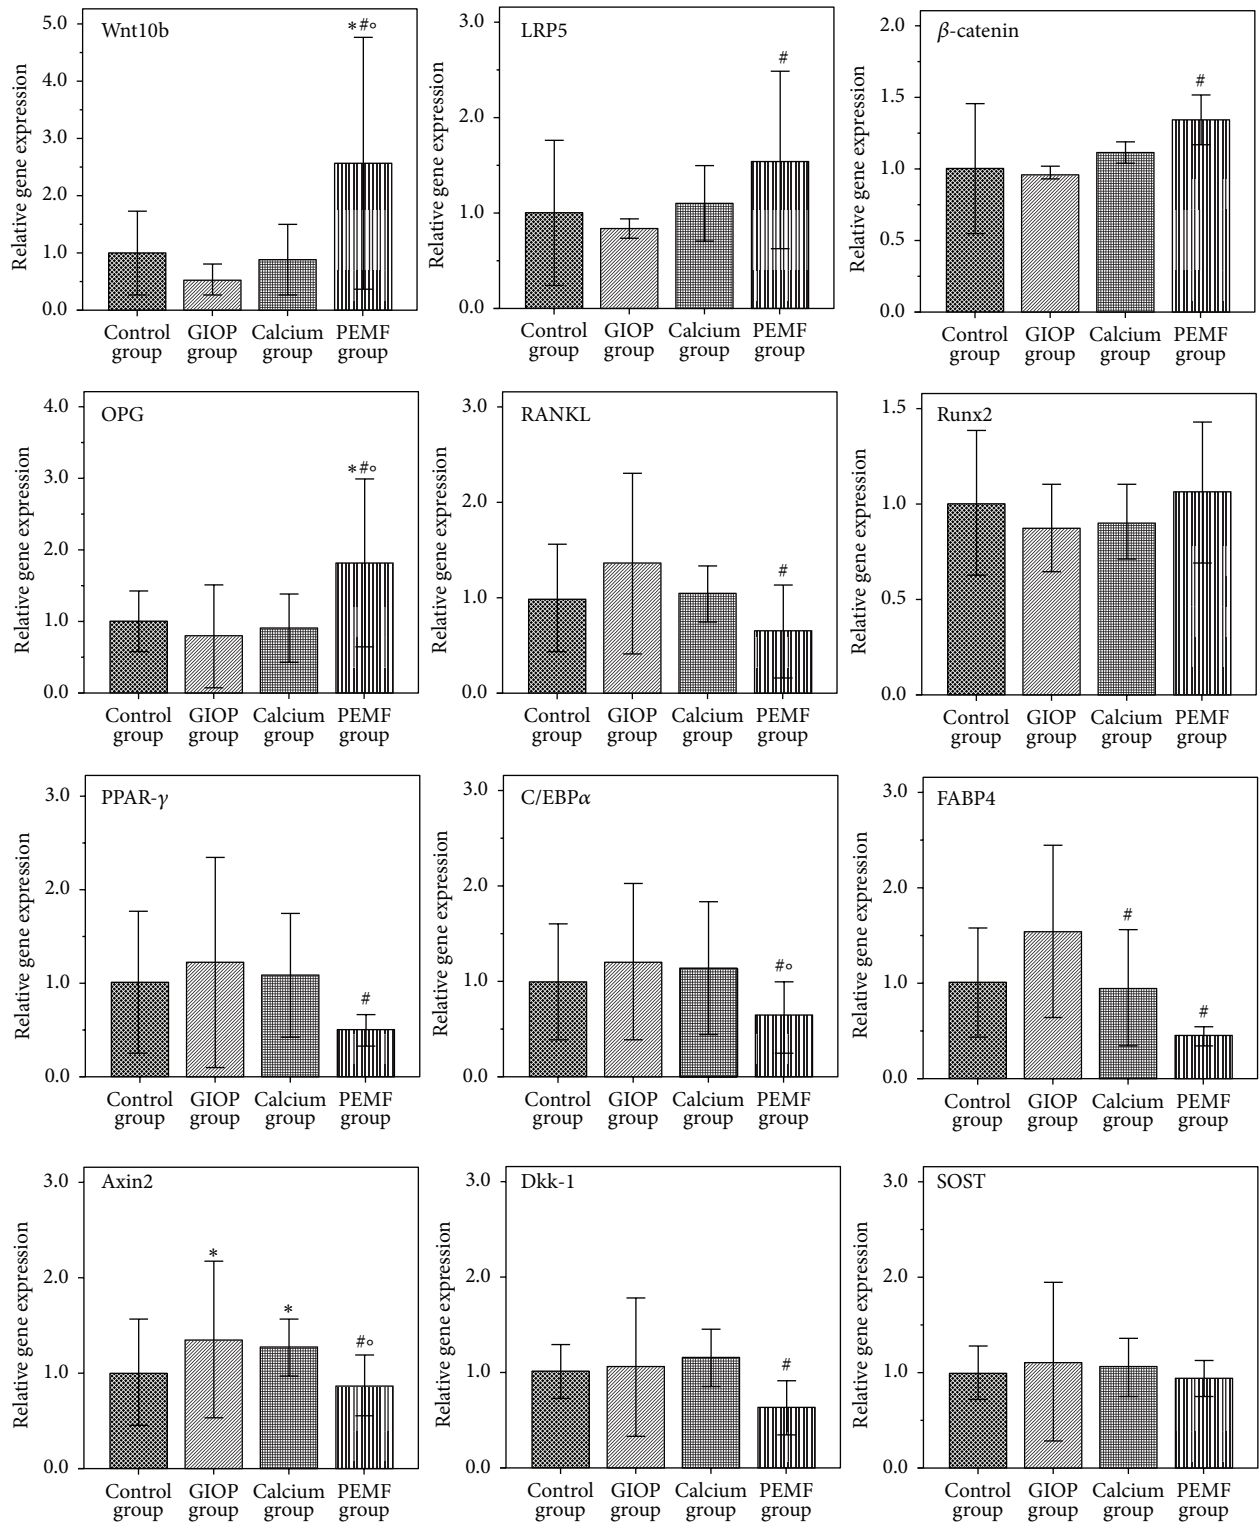 Wnt10b
Relative gene expression
5.0
4.0
3.0
2.0
1.0
0.0
*#∘
Control group
GIOP group
Calcium group
PEMF group
LRP5
Relative gene expression
3.0
2.0
1.0
0.0
#
Control group
GIOP group
Calcium group
PEMF group
β-catenin
Relative gene expression
2.0
1.5
1.0
0.5
0.0
#
Control group
GIOP group
Calcium group
PEMF group
OPG
Relative gene expression
4.0
3.0
2.0
1.0
0.0
*#∘
Control group
GIOP group
Calcium group
PEMF group
RANKL
Relative gene expression
3.0
2.0
1.0
0.0
#
Control group
GIOP group
Calcium group
PEMF group
Runx2
Relative gene expression
1.5
1.0
0.5
0.0
Control group
GIOP group
Calcium group
PEMF group
PPAR-γ
Relative gene expression
3.0
2.0
1.0
0.0
#
Control group
GIOP group
Calcium group
PEMF group
C/EBPα
Relative gene expression
3.0
2.0
1.0
0.0
#∘
Control group
GIOP group
Calcium group
PEMF group
FABP4
Relative gene expression
3.0
2.0
1.0
0.0
#
#
Control group
GIOP group
Calcium group
PEMF group
Axin2
Relative gene expression
3.0
2.0
1.0
0.0
*
*
#∘
Control group
GIOP group
Calcium group
PEMF group
Dkk-1
Relative gene expression
3.0
2.0
1.0
0.0
#
Control group
GIOP group
Calcium group
PEMF group
SOST
Relative gene expression
3.0
2.0
1.0
0.0
Control group
GIOP group
Calcium group
PEMF group